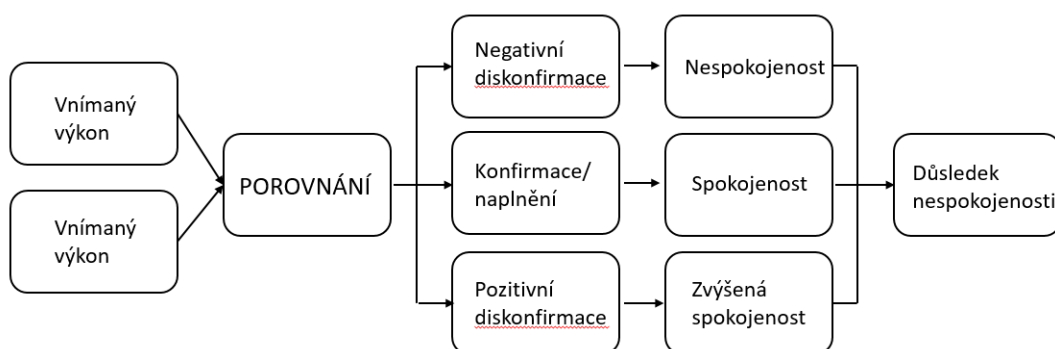 Vnímaný
výkon
Vnímaný
výkon
POROVNÁNÍ
Negativní
diskonfirmace
Konfirmace/
naplnění
Pozitivní
diskonfirmace
Nespokojenost
Spokojenost
Zvýšená
spokojenost
Důsledek
nespokojenosti